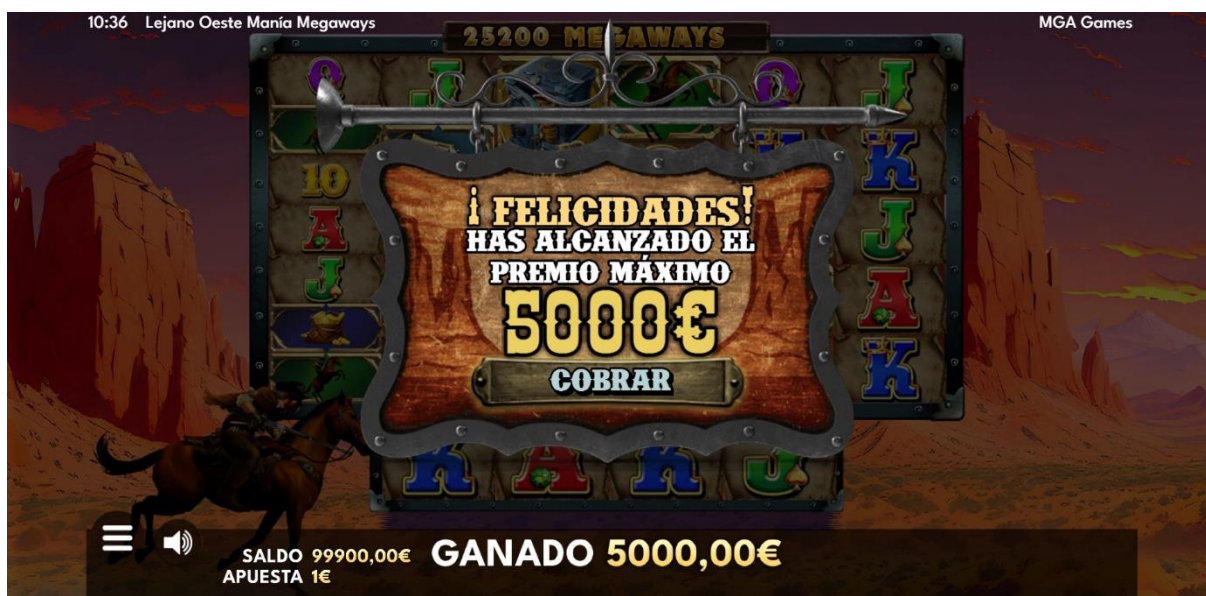 10:36 Lejano Oeste Manía Megaways
MGA Games
25200 MEGAWAYS
Q J Q J
K
10 K
A J
J A
K
¡FELICIDADES!
HAS ALCANZADO EL
PREMIO MÁXIMO
5000€
COBRAR
K A K J
SALDO 99900,00€
APUESTA 1€
GANADO 5000,00€